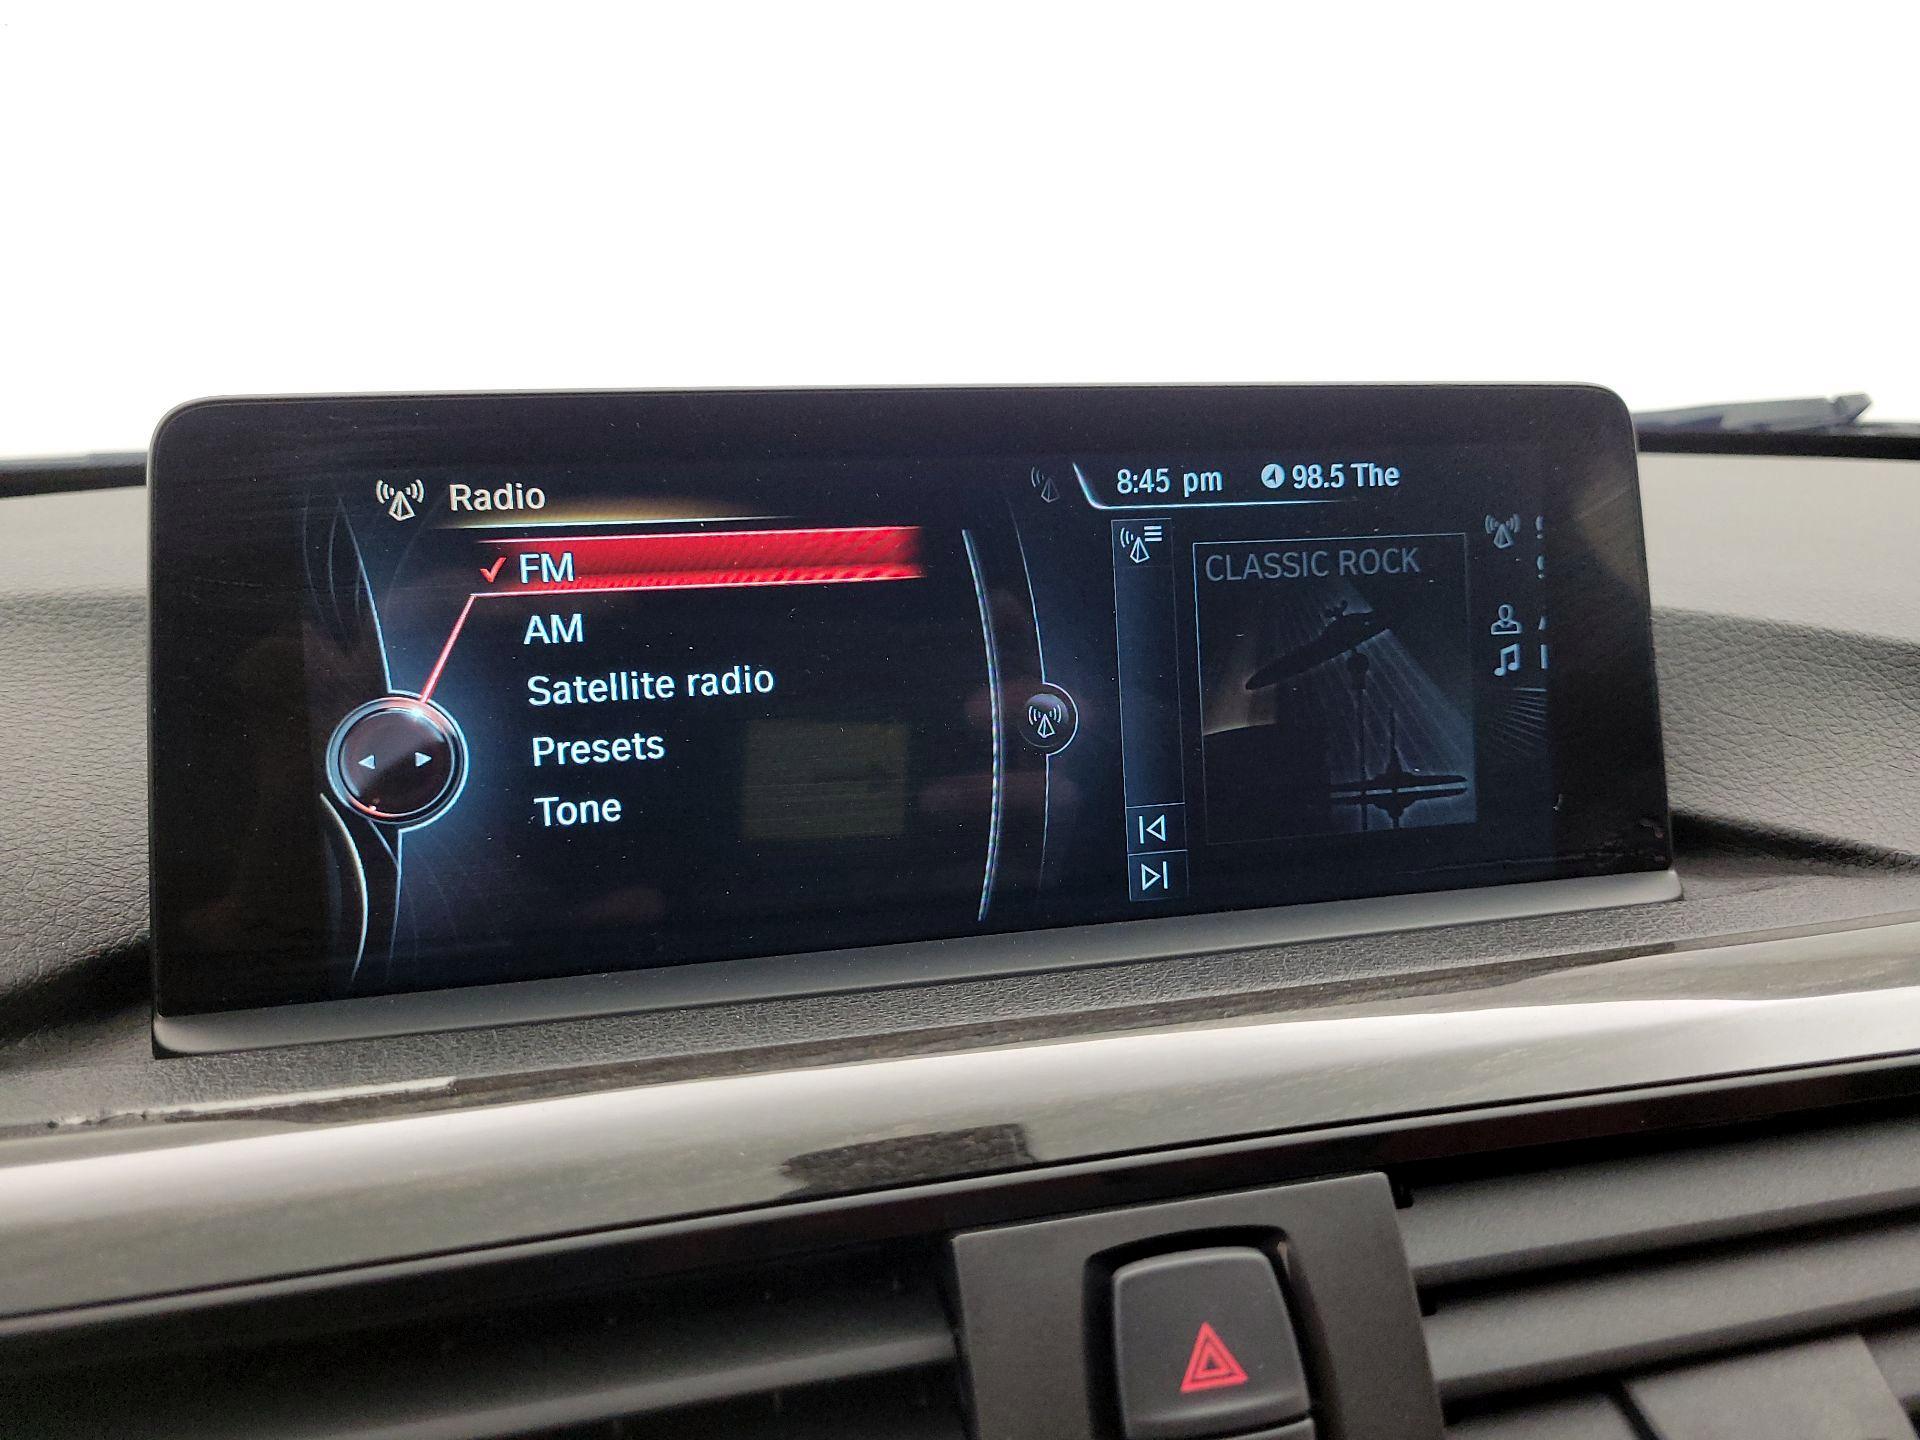 Radio
FM
AM
Satellite radio
Presets
Tone
8:45 pm 98.5 The
CLASSIC ROCK